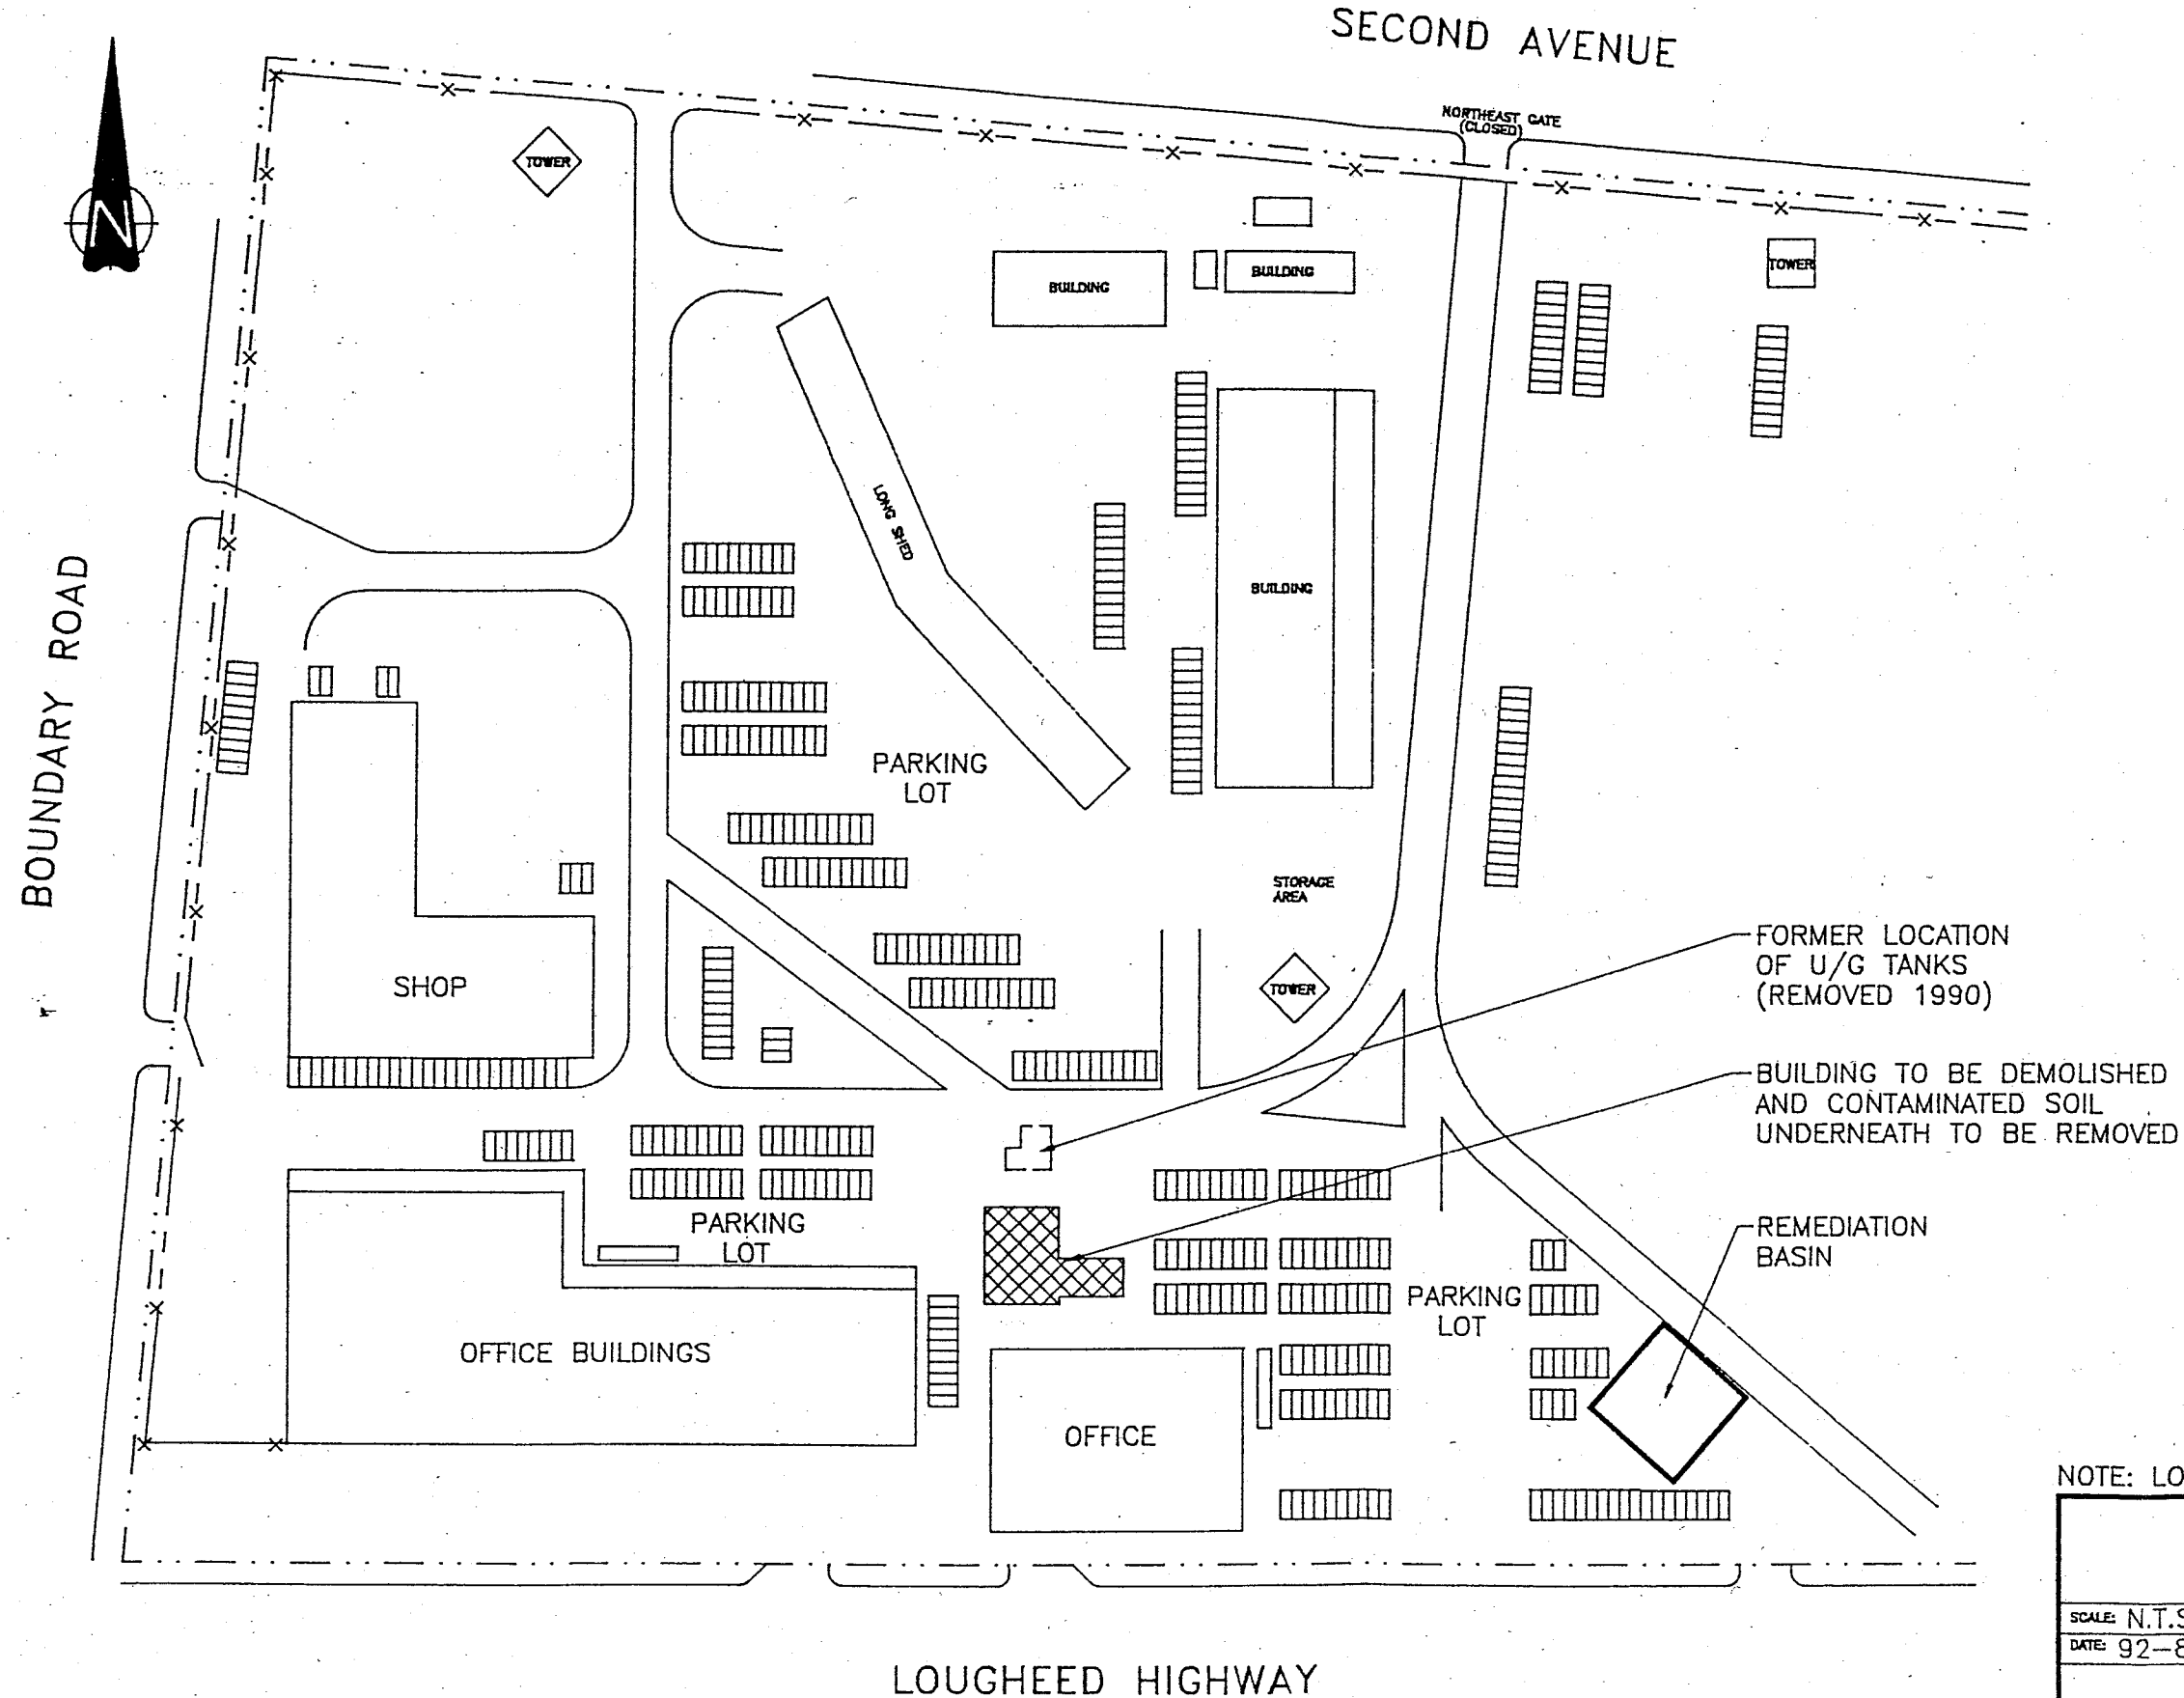 SECOND AVENUE
NORTHEAST GATE
(CLOSED)
TOWER
N
BUILDING
BUILDING
TOWER
LONG SHED
BUILDING
BOUNDARY ROAD
PARKING
LOT
STORAGE
AREA
FORMER LOCATION
OF U/G TANKS
(REMOVED 1990)
SHOP
TOWER
BUILDING TO BE DEMOLISHED
AND CONTAMINATED SOIL
UNDERNEATH TO BE REMOVED
PARKING
LOT
REMEDIATION
BASIN
PARKING
LOT
OFFICE BUILDINGS
OFFICE
NOTE: LO
SCALE: N.T.S
DATE: 92-8
LOUGHEED HIGHWAY